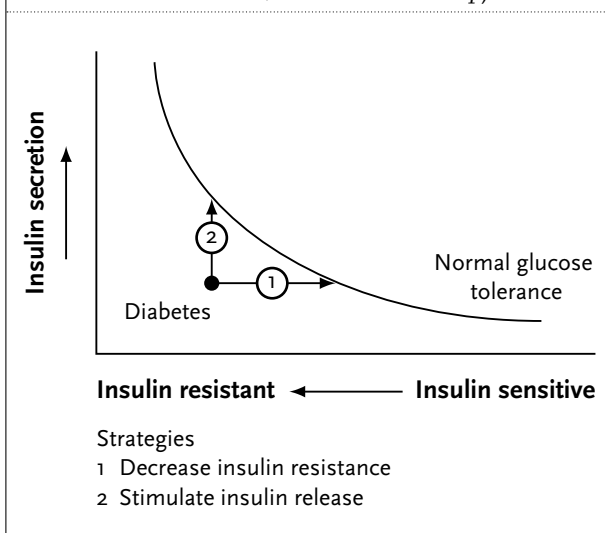 Insulin secretion
2
1
Normal glucose
tolerance
Diabetes
Insulin resistant
Insulin sensitive
Strategies
1 Decrease insulin resistance
2 Stimulate insulin release